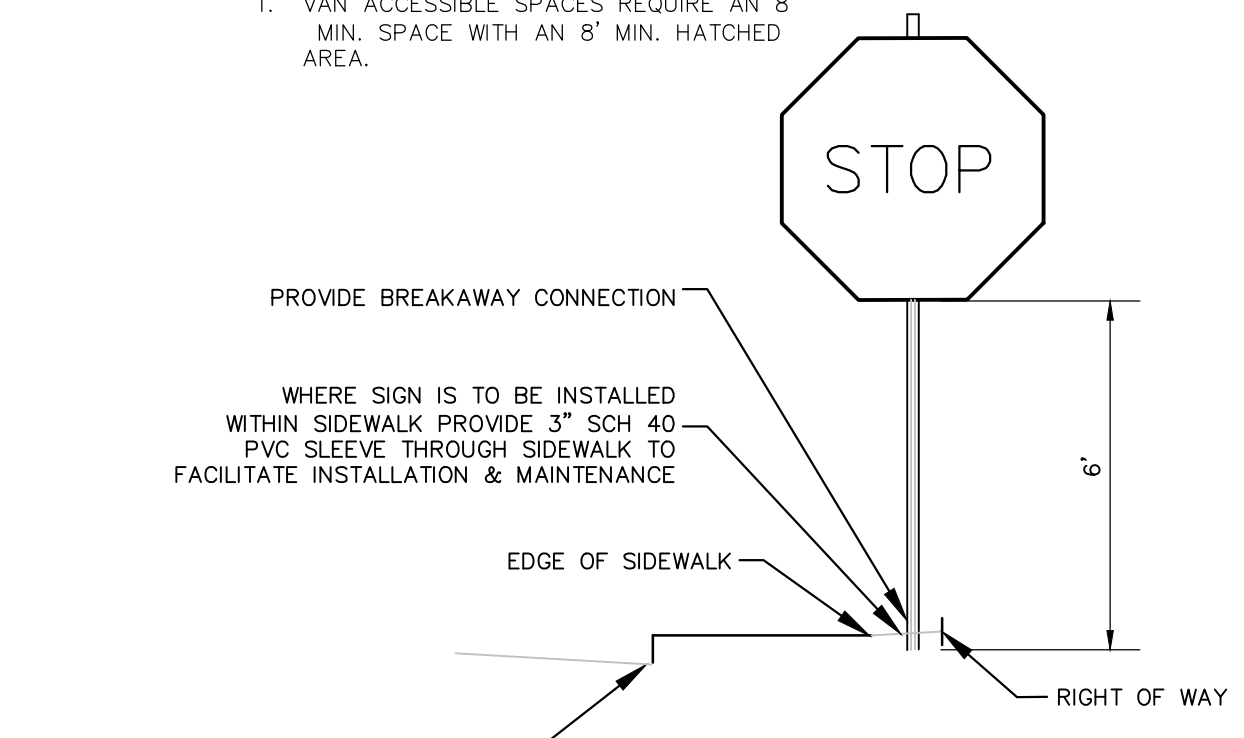 1. VAN ACCESSIBLE SPACES REQUIRE AN 8'
MIN. SPACE WITH AN 8' MIN. HATCHED
AREA.
STOP
PROVIDE BREAKAWAY CONNECTION
WHERE SIGN IS TO BE INSTALLED
WITHIN SIDEWALK PROVIDE 3" SCH 40
PVC SLEEVE THROUGH SIDEWALK TO
FACILITATE INSTALLATION & MAINTENANCE
6'
EDGE OF SIDEWALK
RIGHT OF WAY